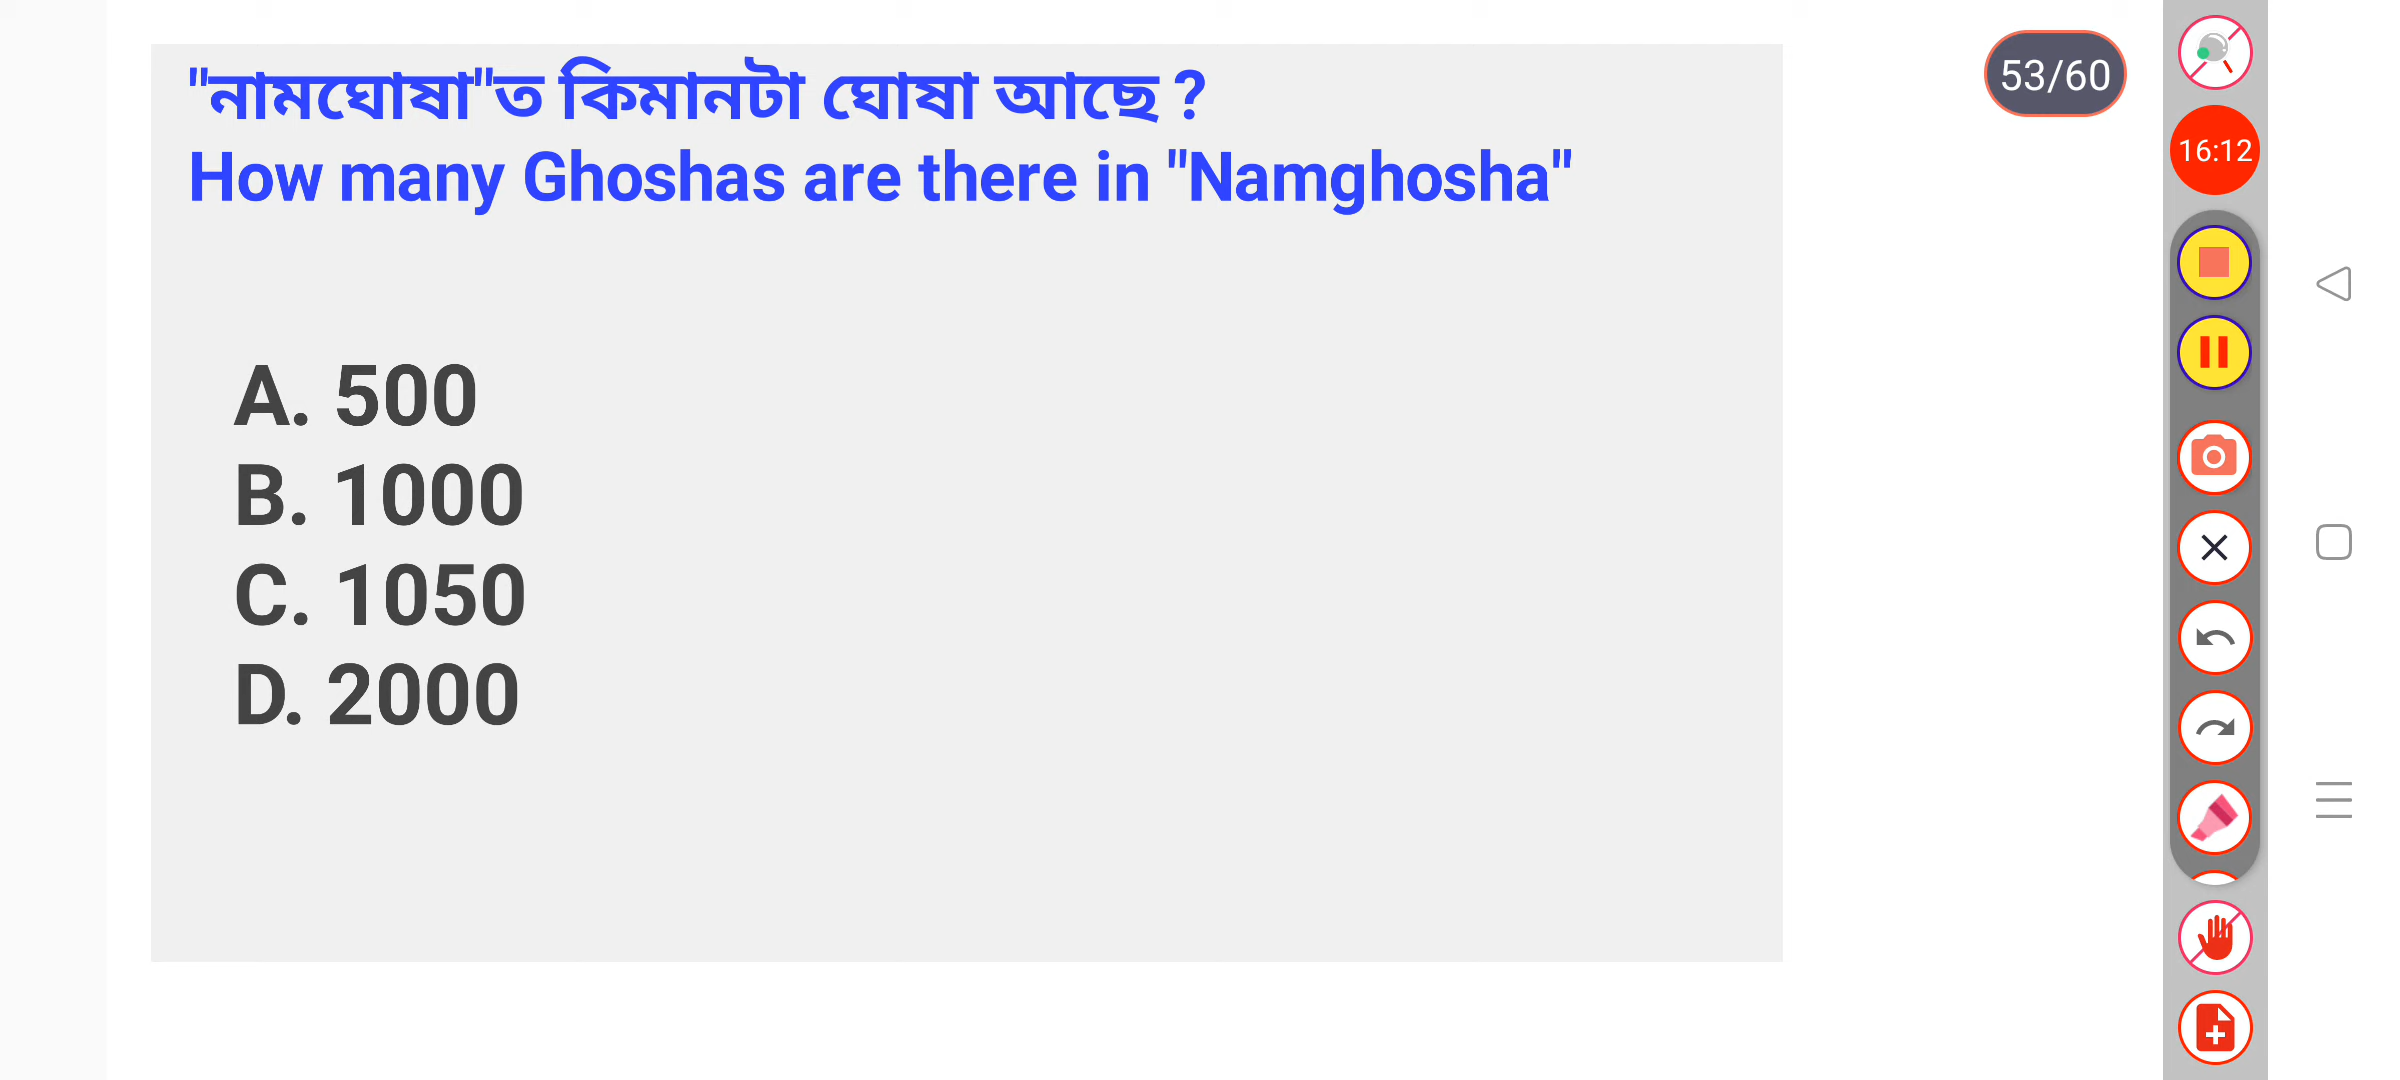 "নামঘোষা"ত কিমানটা ঘোষা আছে ?
How many Ghoshas are there in "Namghosha"
A. 500
B. 1000
C. 1050
D. 2000
53/60
16:12